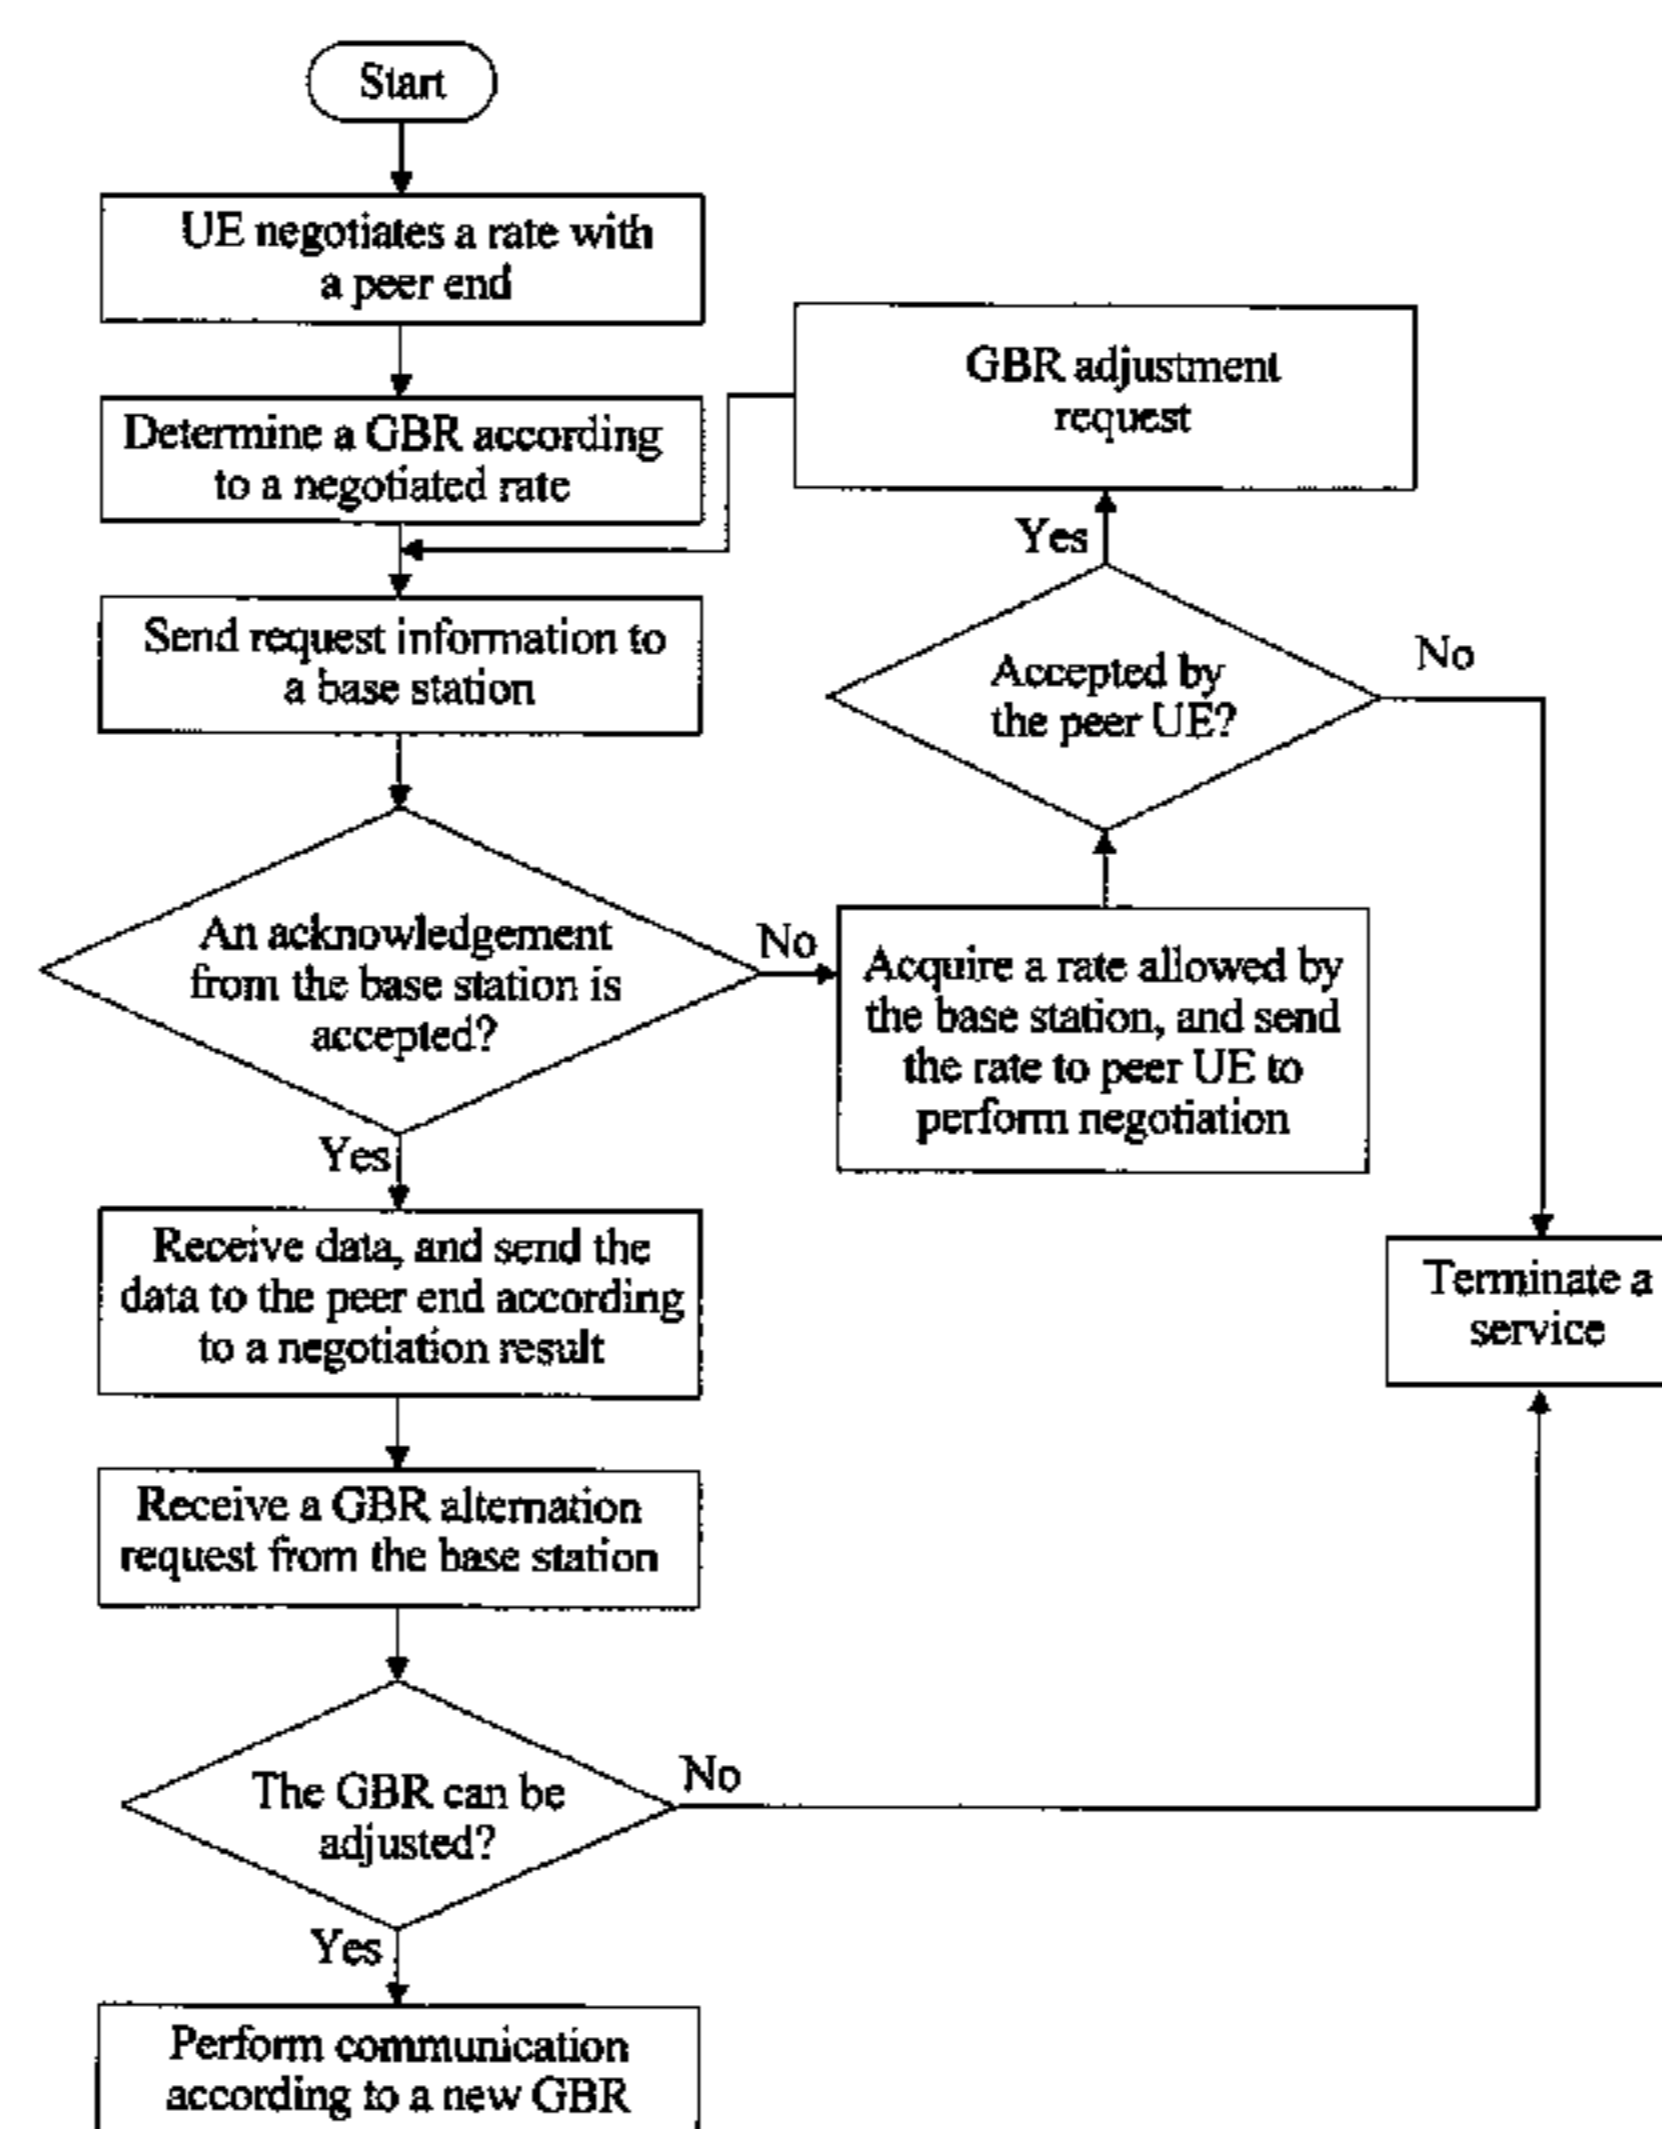 Start
UE negotiates a rate with
a peer end
Determine a GBR according
to a negotiated rate
GBR adjustment
request
Yes
Send request information to
a base station
Accepted by
the peer UE?
No
An acknowledgement
from the base station is
accepted?
No
Acquire a rate allowed by
the base station, and send
the rate to peer UE to
perform negotiation
Yes
Receive data, and send the
data to the peer end according
to a negotiation result
Terminate a
service
Receive a GBR alternation
request from the base station
The GBR can be
adjusted?
No
Yes
Perform communication
according to a new GBR